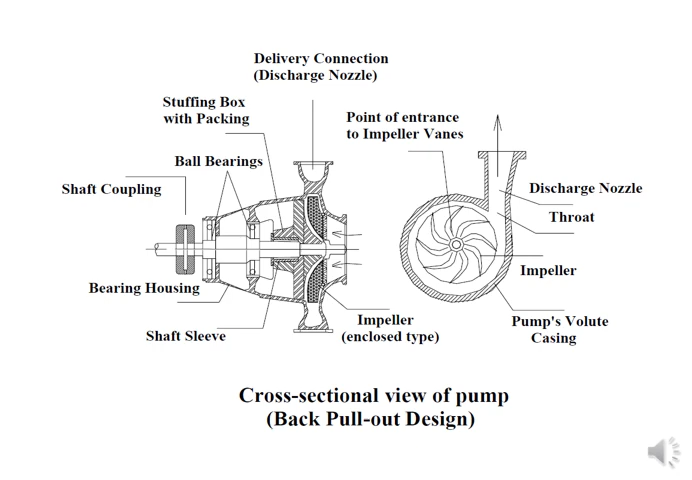 Delivery Connection
(Discharge Nozzle)
Stuffing Box
with Packing
Point of entrance
to Impeller Vanes
Ball Bearings
Shaft Coupling
Discharge Nozzle
Throat
Impeller
Bearing Housing
Shaft Sleeve
Impeller
(enclosed type)
Pump's Volute
Casing
Cross-sectional view of pump
(Back Pull-out Design)